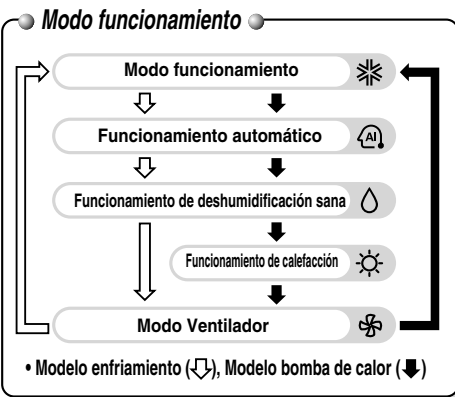 Modo funcionamiento
Modo funcionamiento
Funcionamiento automático
AI
Funcionamiento de deshumidificación sana
Funcionamiento de calefacción
Modo Ventilador
• Modelo enfriamiento (⇩), Modelo bomba de calor (🡇)